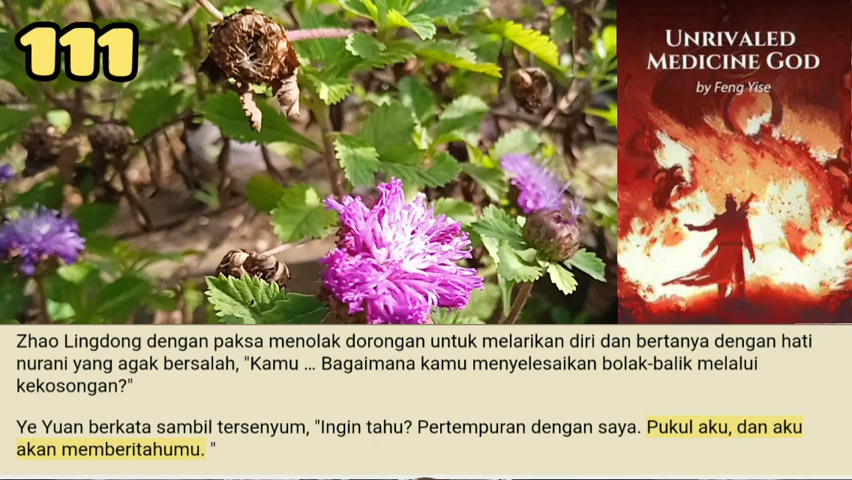 111
UNRIVALED
MEDICINE GOD
by Feng Yise
Zhao Lingdong dengan paksa menolak dorongan untuk melarikan diri dan bertanya dengan hati
nurani yang agak bersalah, "Kamu ... Bagaimana kamu menyelesaikan bolak-balik melalui
kekosongan?"
Ye Yuan berkata sambil tersenyum, "Ingin tahu? Pertempuran dengan saya. Pukul aku, dan aku
akan memberitahumu. "